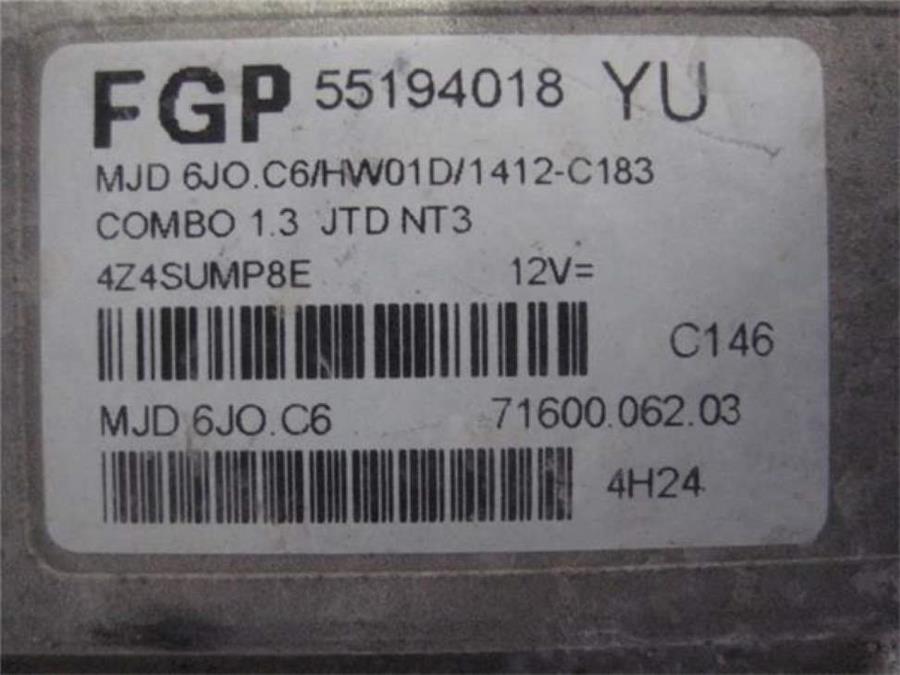 FGP 55194018 YU
MJD 6JO.C6/HW01D/1412-C183
COMBO 1.3 JTD NT3
4Z4SUMP8E 12V=
C146
MJD 6JO.C6 71600.062.03
4H24